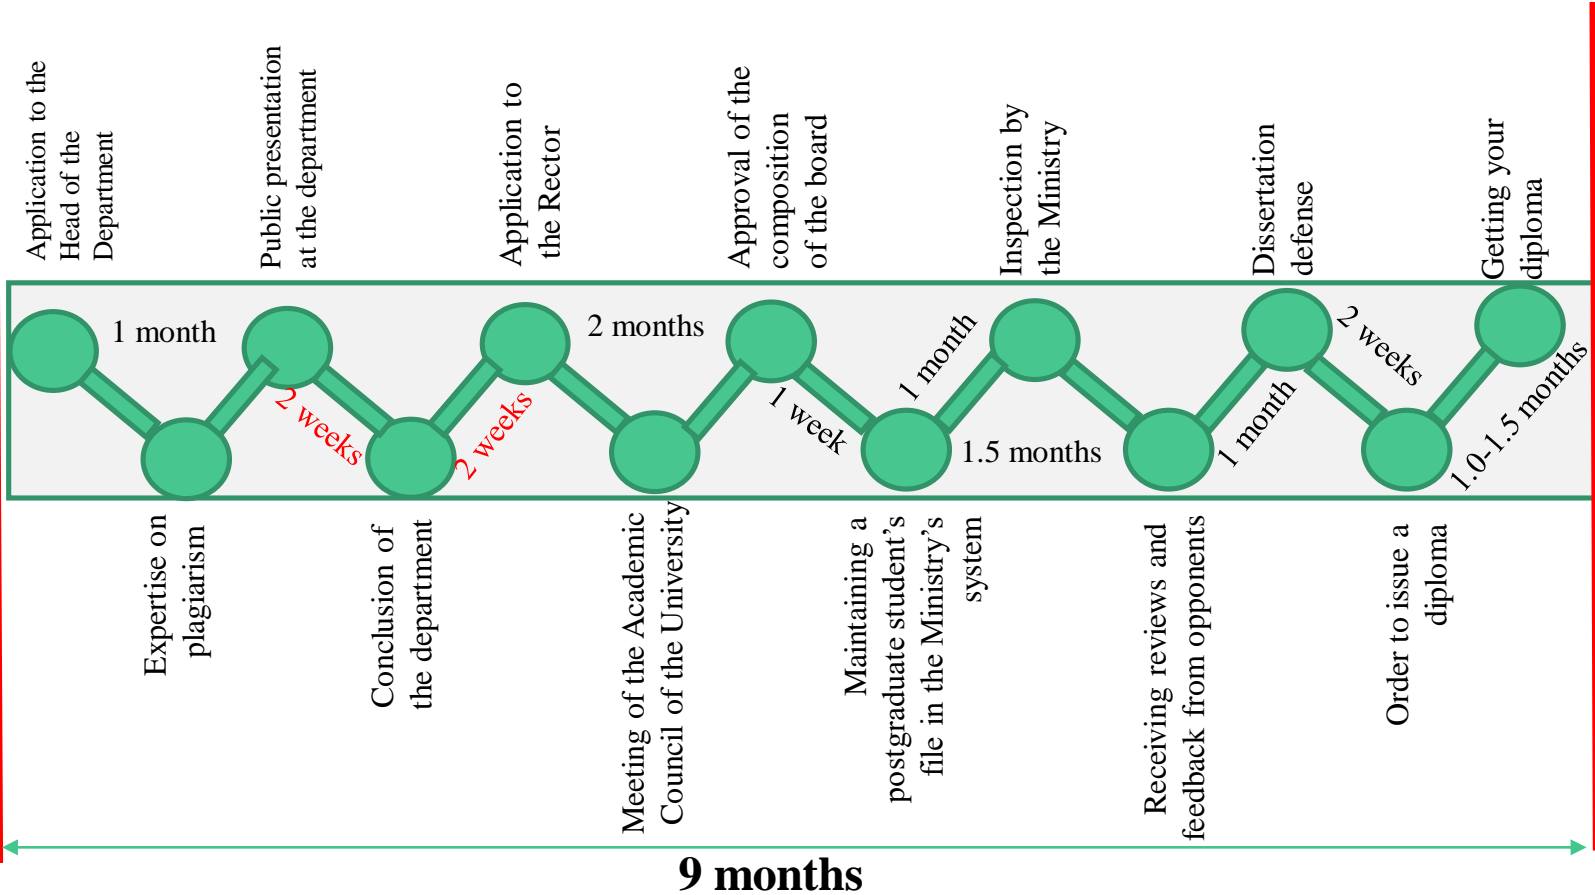 Application to the
Head of the
Department
Public presentation
at the department
Application to
the Rector
Approval of the
composition
of the board
Inspection by
the Ministry
Dissertation
defense
Getting your
diploma
1 month
2 weeks
2 weeks
2 months
1 week
1 month
1.5 months
1 month
2 weeks
1.0-1.5 months
Expertise on
plagiarism
Conclusion of
the department
Meeting of the Academic
Council of the University
Maintaining a
postgraduate student’s
file in the Ministry’s
system
Receiving reviews and
feedback from opponents
Order to issue a
diploma
9 months